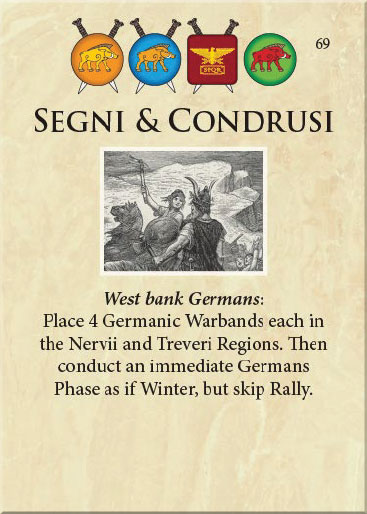 69
SPQR
SEGNI & CONDRUSI
West bank Germans:
Place 4 Germanic Warbands each in
the Nervii and Treveri Regions. Then
conduct an immediate Germans
Phase as if Winter, but skip Rally.